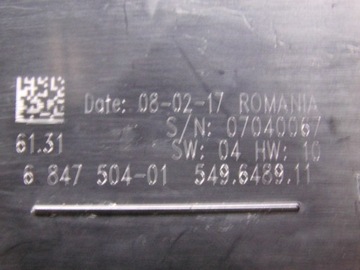 Date: 08-02-17 ROMANIA
S/N: 07040067
61.31
SW: 04 HW: 10
6 847 504-01 549.6489.11